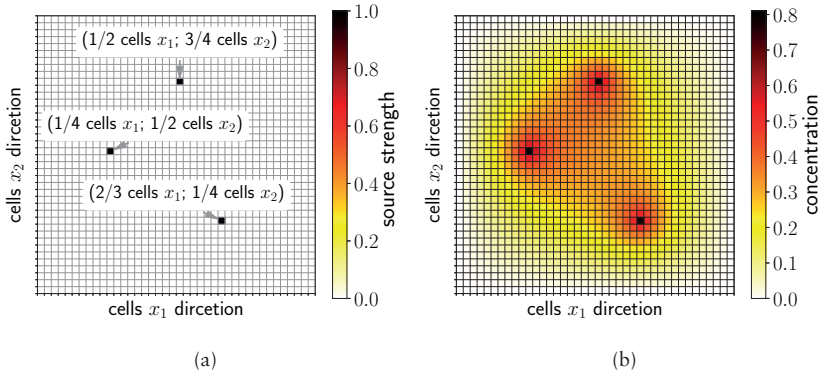 (1/2 cells x₁; 3/4 cells x₂)
(1/4 cells x₁; 1/2 cells x₂)
(2/3 cells x₁; 1/4 cells x₂)
cells x₂ dircetion
cells x₁ dircetion
1.0
0.8
0.6
0.4
0.2
0.0
source strength
(a)
cells x₂ dircetion
cells x₁ dircetion
0.8
0.7
0.6
0.5
0.4
0.3
0.2
0.1
0.0
concentration
(b)